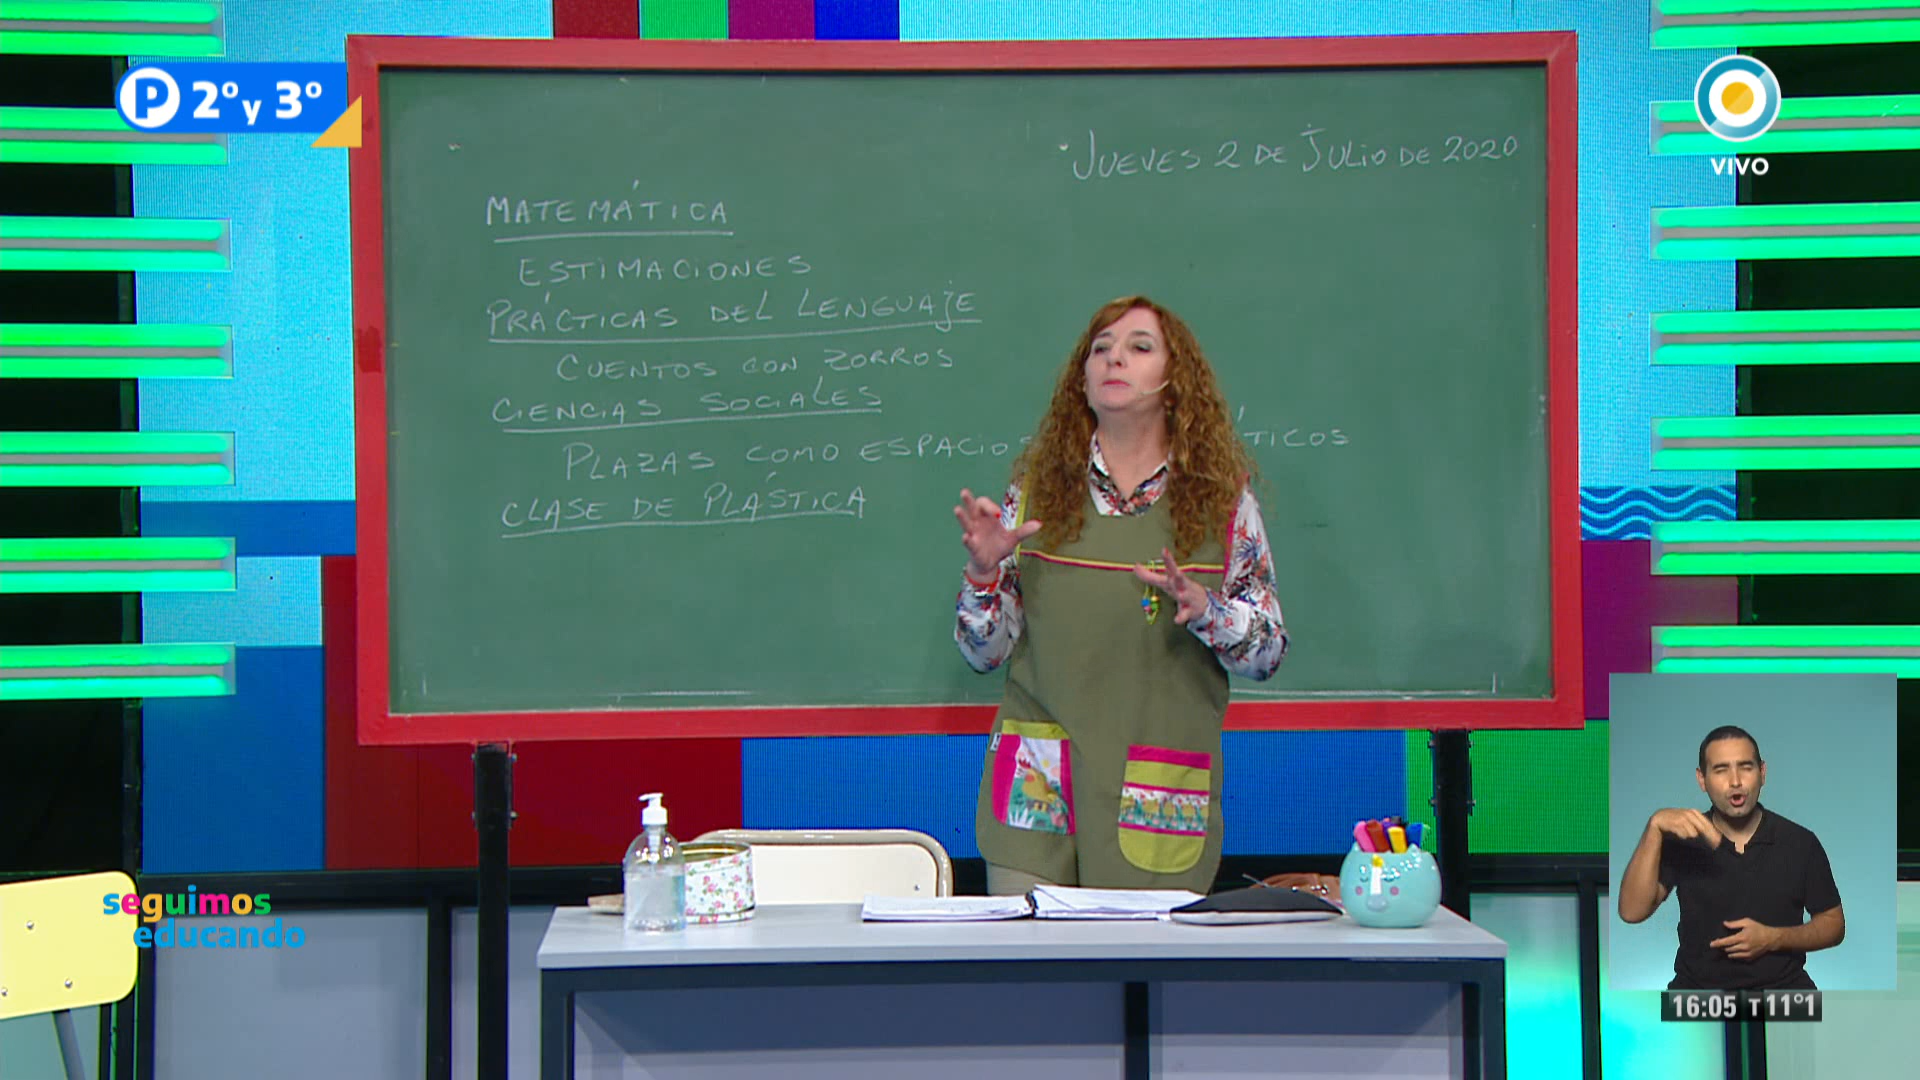 P 2° y 3°
VIVO
JUEVES 2 DE JULIO DE 2020
MATEMÁTICA
ESTIMACIONES
PRÁCTICAS DEL LENGUAJE
CUENTOS CON ZORROS
CIENCIAS SOCIALES
PLAZAS COMO ESPACIOS
CLASE DE PLÁSTICA
seguimos
educando
16:05 T 11°1